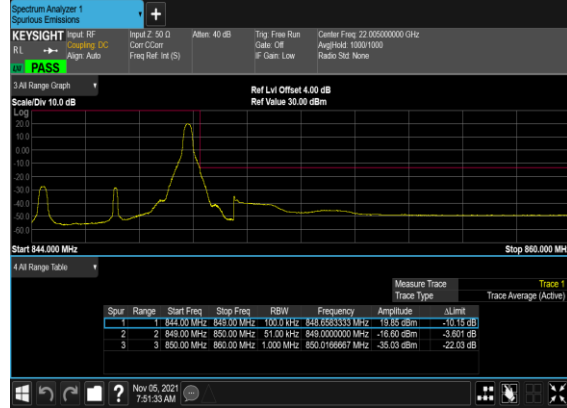 Spectrum Analyzer 1
Spurious Emissions
+
KEYSIGHT Input: RF Input Z: 50 Ω Atten: 40 dB Trig: Free Run Center Freq: 22.005000000 GHz
RL Coupling: DC Corr CCorr Gate: Off Avg|Hold: 1000/1000
Align: Auto Freq Ref: Int (S) IF Gain: Low Radio Std: None
LW PASS
3 All Range Graph
Ref Lvl Offset 4.00 dB
Scale/Div 10.0 dB Ref Value 30.00 dBm
Log
20.0
10.0
0.00
-10.0
-20.0
-30.0
-40.0
-50.0
-60.0
Start 844.000 MHz Stop 860.000 MH
4 All Range Table
Measure Trace Trace 1
Trace Type Trace Average (Active)
Spur Range Start Freq Stop Freq RBW Frequency Amplitude ΔLimit
1 1 844.00 MHz 849.00 MHz 100.0 kHz 848.6583333 MHz 19.85 dBm -10.15 dB
2 2 849.00 MHz 850.00 MHz 51.00 kHz 849.0000000 MHz -16.60 dBm -3.601 dB
3 3 850.00 MHz 860.00 MHz 1.000 MHz 850.0166667 MHz -35.03 dBm -22.03 dB
? Nov 05, 2021
7:51:33 AM